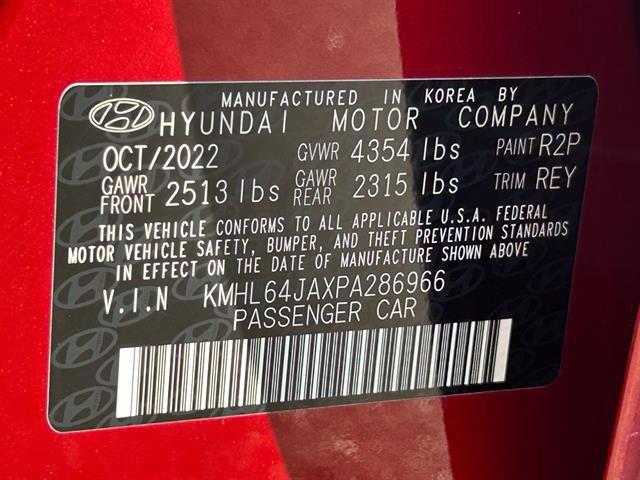 MANUFACTURED IN KOREA BY
HYUNDAI MOTOR COMPANY
OCT/2022 GVWR 4354 lbs PAINT R2P
GAWR FRONT 2513 lbs GAWR REAR 2315 lbs TRIM REY
THIS VEHICLE CONFORMS TO ALL APPLICABLE U.S.A. FEDERAL
MOTOR VEHICLE SAFETY, BUMPER, AND THEFT PREVENTION STANDARDS
IN EFFECT ON THE DATE OF MANUFACTURE SHOWN ABOVE
V.I.N KMHL64JAXPA286966
PASSENGER CAR